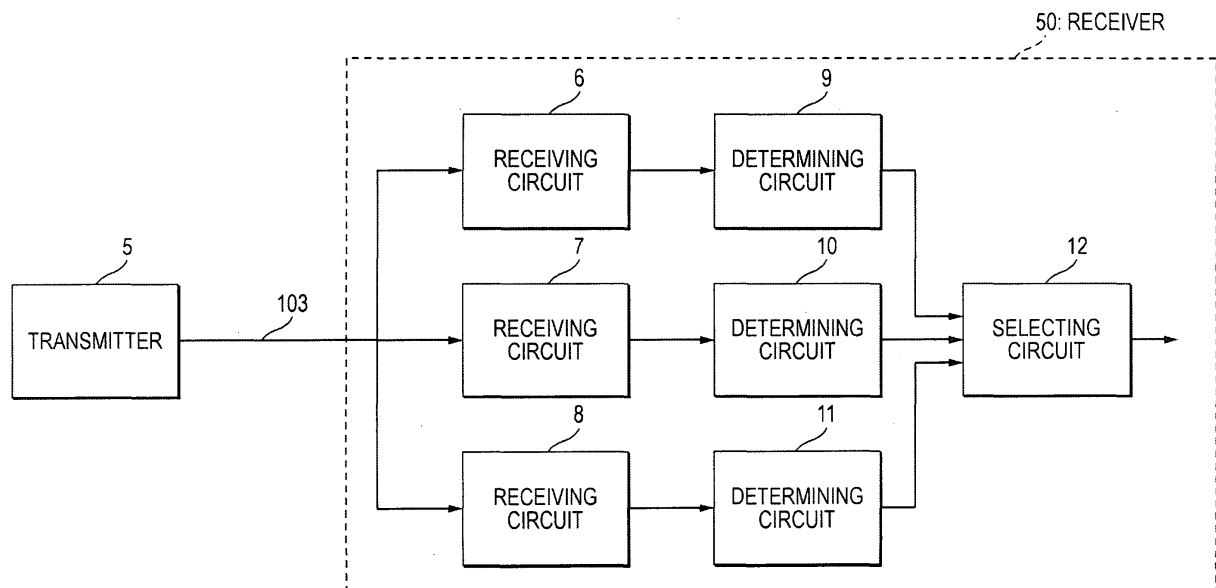 50: RECEIVER
6
9
RECEIVING
CIRCUIT
DETERMINING
CIRCUIT
5
7
10
12
TRANSMITTER
103
RECEIVING
CIRCUIT
DETERMINING
CIRCUIT
SELECTING
CIRCUIT
8
11
RECEIVING
CIRCUIT
DETERMINING
CIRCUIT